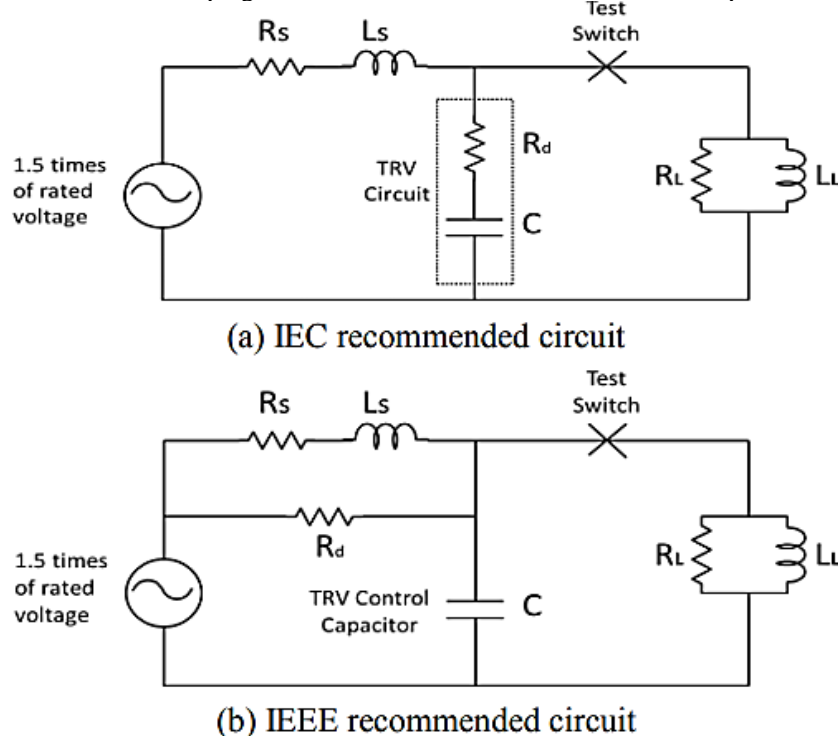 Test
Switch
Rs
Ls
1.5 times
of rated
voltage
TRV
Circuit
Rd
C
RL
LL
(a) IEC recommended circuit
Test
Switch
Rs
Ls
Rd
1.5 times
of rated
voltage
TRV Control
Capacitor
C
RL
LL
(b) IEEE recommended circuit